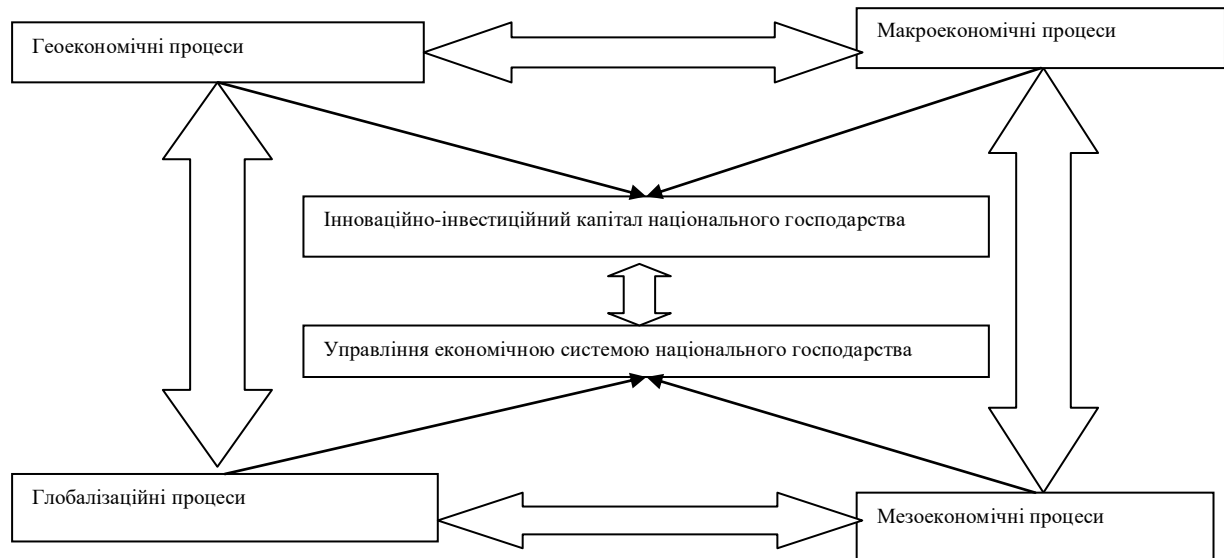 Геоекономічні процеси
Макроекономічні процеси
Інноваційно-інвестиційний капітал національного господарства
Управління економічною системою національного господарства
Глобалізаційні процеси
Мезоекономічні процеси